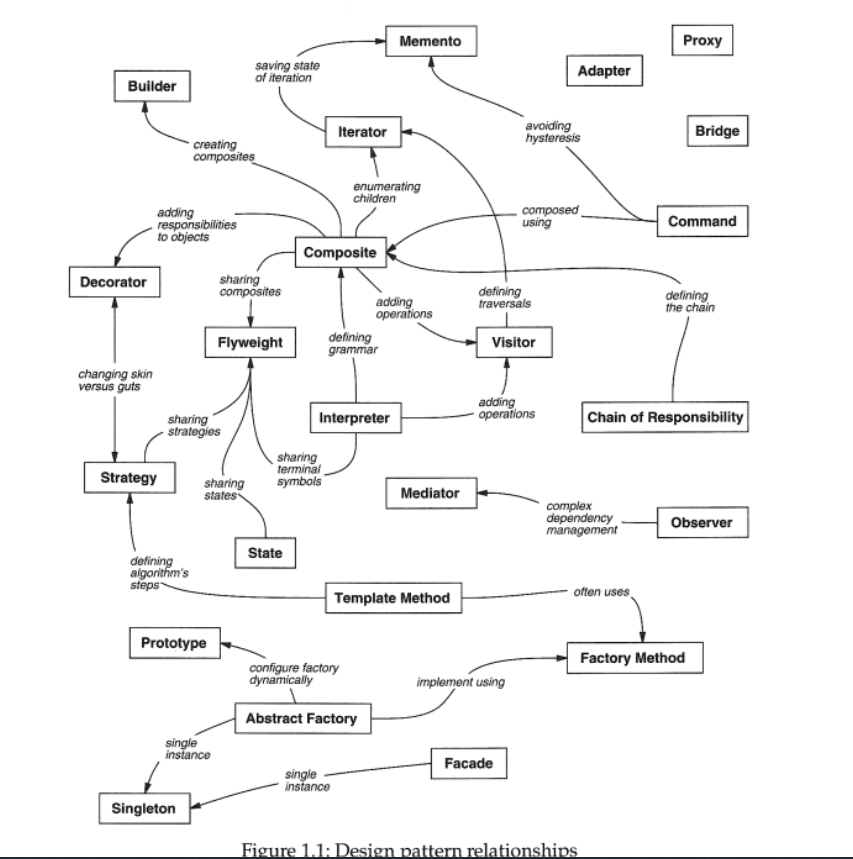 Memento
Proxy
saving state
of iteration
Adapter
Builder
Iterator
avoiding
hysteresis
Bridge
creating
composites
enumerating
children
adding
responsibilities
to objects
composed
using
Command
Composite
Decorator
sharing
composites
adding
operations
defining
traversals
defining
the chain
Flyweight
defining
grammar
Visitor
changing skin
versus guts
sharing
strategies
Interpreter
adding
operations
Chain of Responsibility
Strategy
sharing
states
sharing
terminal
symbols
Mediator
complex
dependency
management
Observer
State
defining
algorithm's
steps
Template Method
often uses
Prototype
configure factory
dynamically
implement using
Factory Method
Abstract Factory
single
instance
Facade
single
instance
Singleton
Figure 1.1: Design pattern relationships